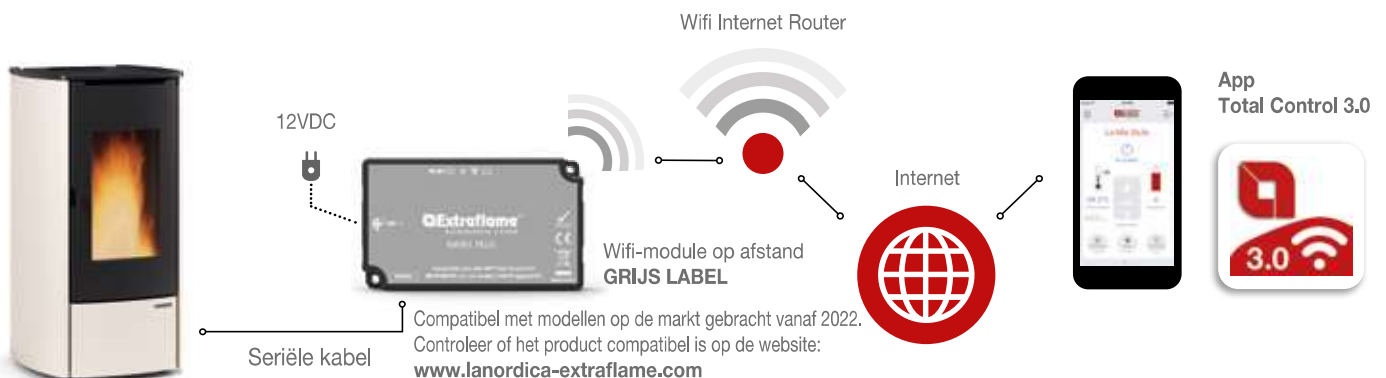 Wifi Internet Router
App
Total Control 3.0
12VDC
Internet
Extraflame
Wifi-module op afstand
GRIJS LABEL
3.0
Compatibel met modellen op de markt gebracht vanaf 2022.
Controleer of het product compatibel is op de website:
www.lanordica-extraflame.com
Seriële kabel